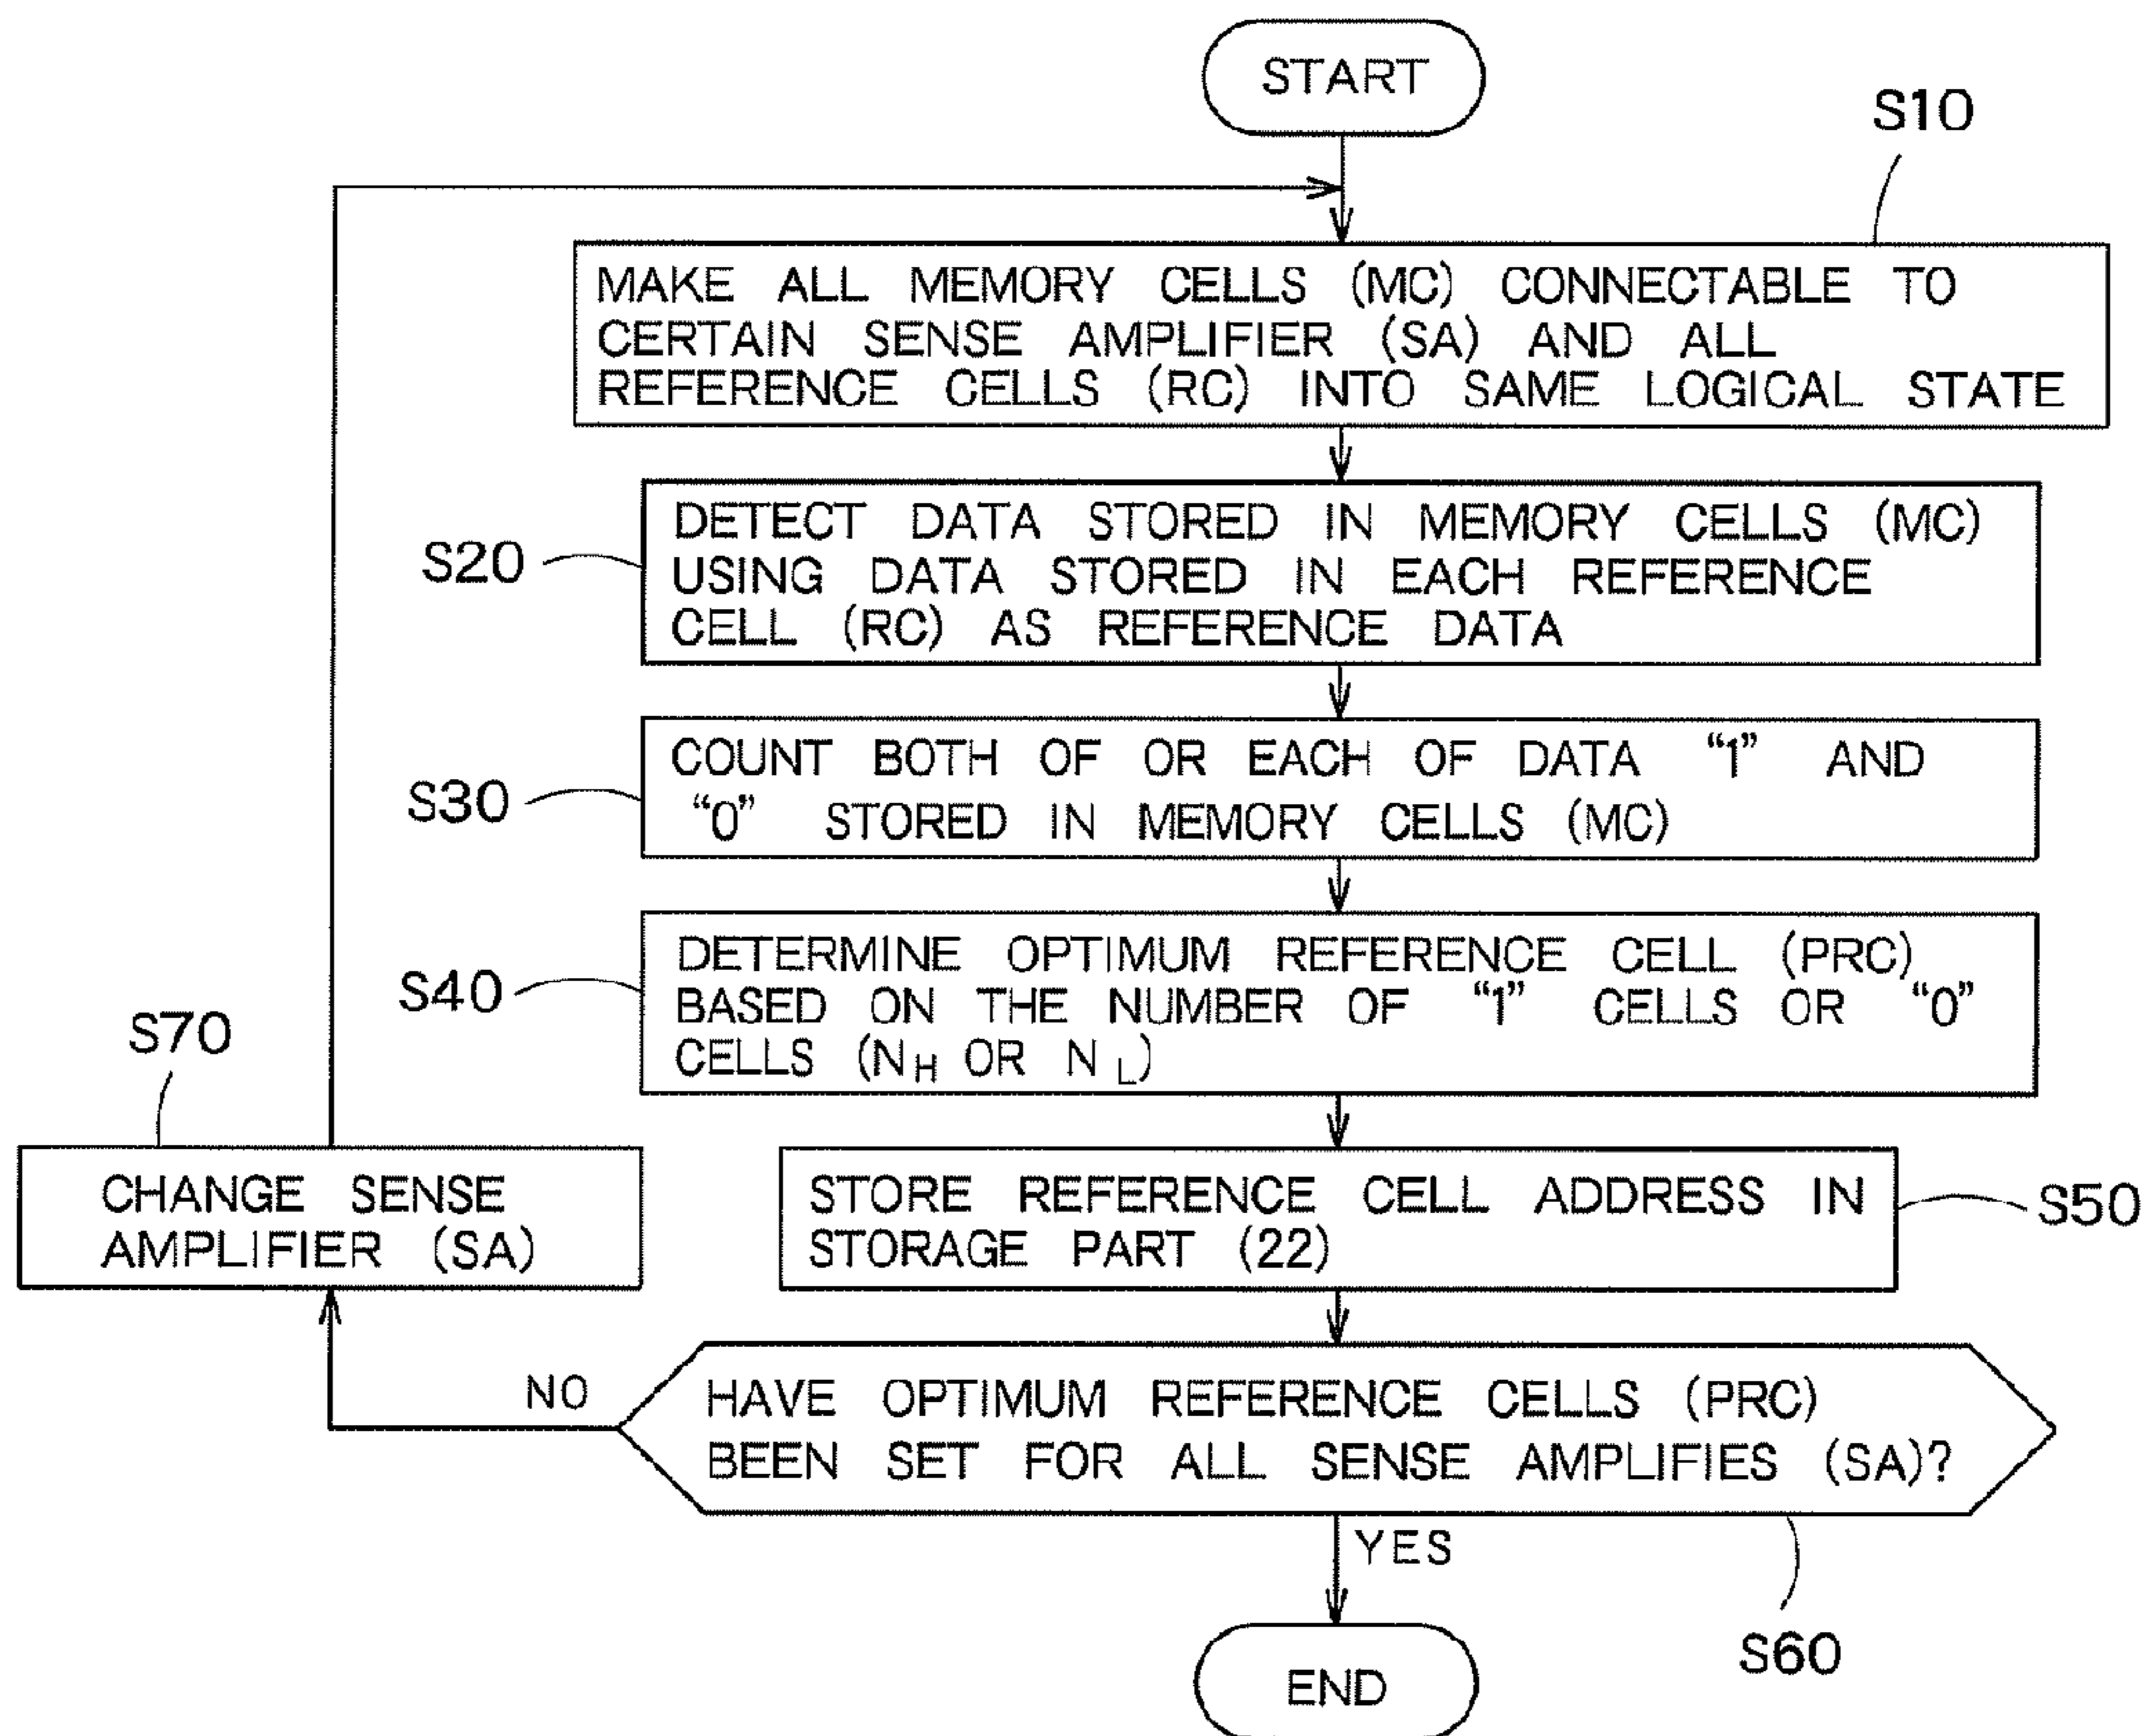 START
S10
MAKE ALL MEMORY CELLS (MC) CONNECTABLE TO
CERTAIN SENSE AMPLIFIER (SA) AND ALL
REFERENCE CELLS (RC) INTO SAME LOGICAL STATE
S20
DETECT DATA STORED IN MEMORY CELLS (MC)
USING DATA STORED IN EACH REFERENCE
CELL (RC) AS REFERENCE DATA
S30
COUNT BOTH OF OR EACH OF DATA “1” AND
“0” STORED IN MEMORY CELLS (MC)
S40
DETERMINE OPTIMUM REFERENCE CELL (PRC)
BASED ON THE NUMBER OF “1” CELLS OR “0”
CELLS (NH OR NL)
S70
CHANGE SENSE
AMPLIFIER (SA)
STORE REFERENCE CELL ADDRESS IN
STORAGE PART (22)
S50
NO
HAVE OPTIMUM REFERENCE CELLS (PRC)
BEEN SET FOR ALL SENSE AMPLIFIES (SA)?
YES
S60
END